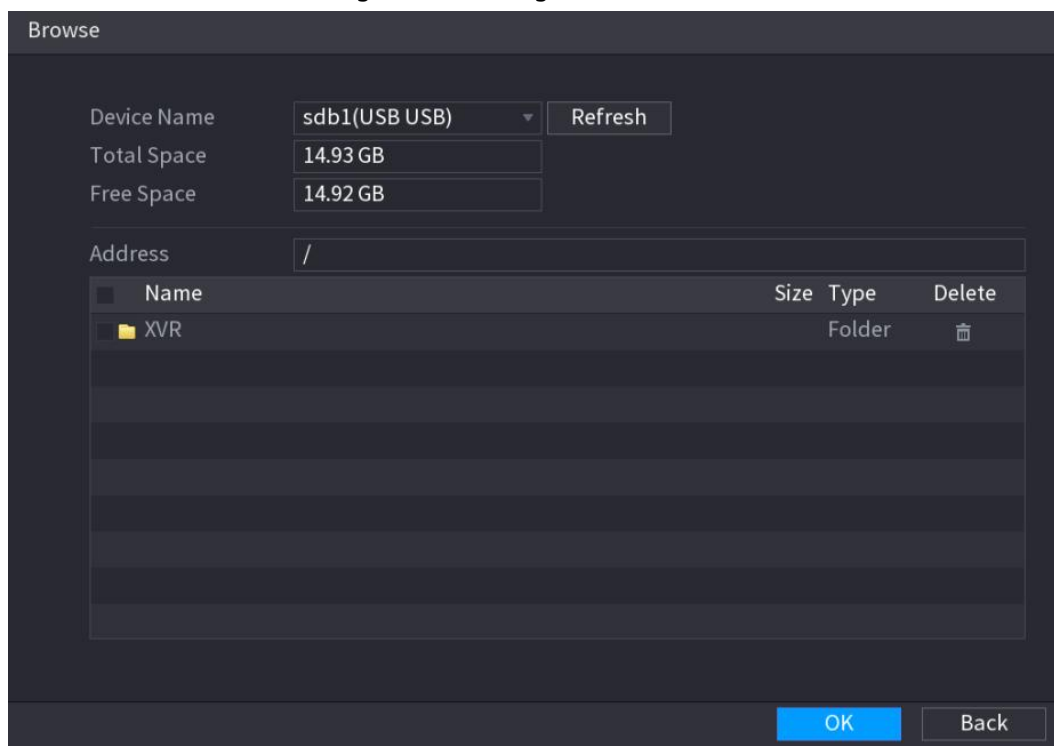 Browse
Device Name sdb1(USB USB) Refresh
Total Space 14.93 GB
Free Space 14.92 GB
Address /
Name Size Type Delete
XVR Folder
OK Back